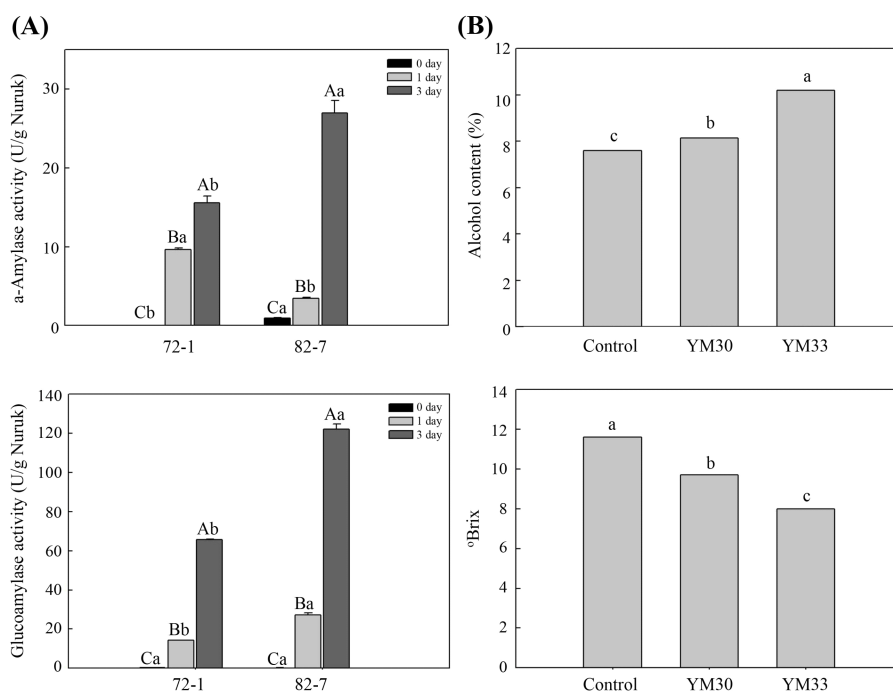 (A)
a-Amylase activity (U/g Nuruk)
30
20
10
0
0 day
1 day
3 day
Cb
Ba
Ab
Ca
Bb
Aa
72-1
82-7
(B)
Alcohol content (%)
12
10
8
6
4
2
0
c
b
a
Control
YM30
YM33
Glucoamylase activity (U/g Nuruk)
140
120
100
80
60
40
20
0
0 day
1 day
3 day
Ca
Bb
Ab
Ca
Ba
Aa
72-1
82-7
oBrix
14
12
10
8
6
4
2
0
a
b
c
Control
YM30
YM33